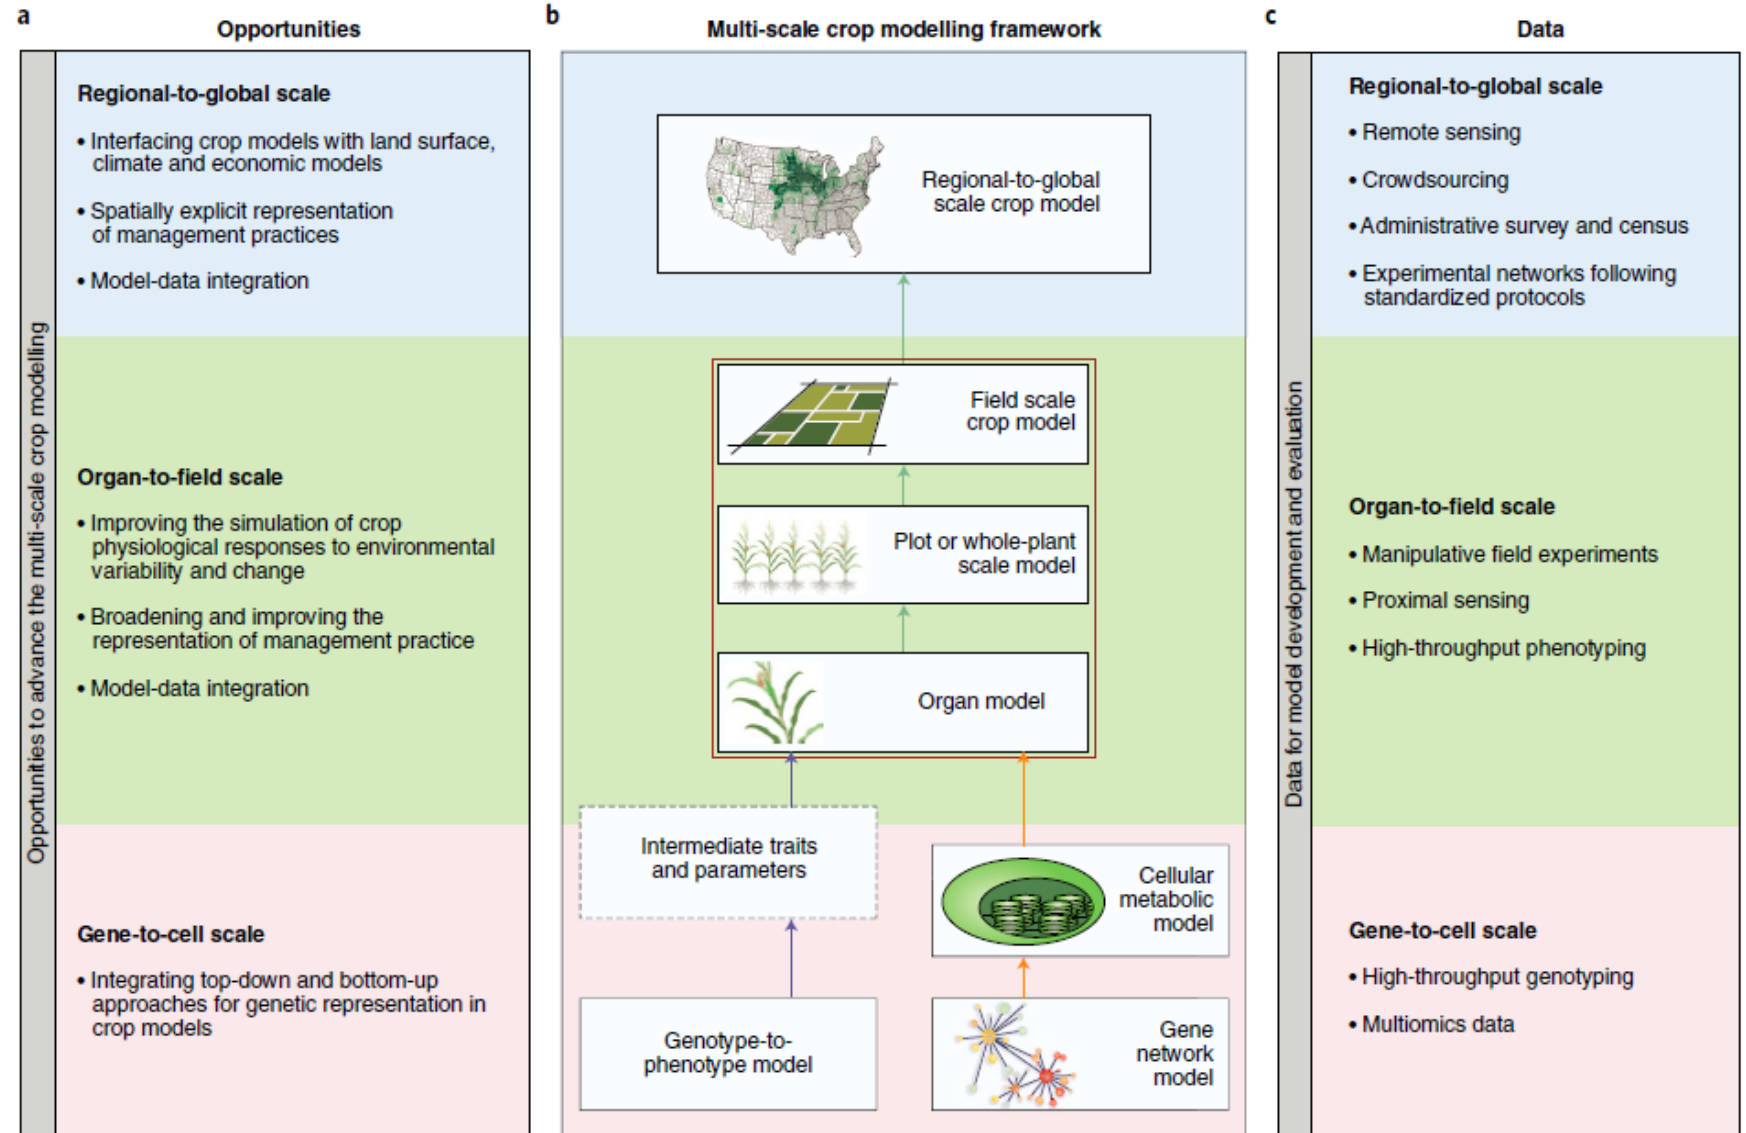 a
Opportunities
Opportunities to advance the multi-scale crop modelling
Regional-to-global scale
• Interfacing crop models with land surface,
climate and economic models
• Spatially explicit representation
of management practices
• Model-data integration
Organ-to-field scale
• Improving the simulation of crop
physiological responses to environmental
variability and change
• Broadening and improving the
representation of management practice
• Model-data integration
Gene-to-cell scale
• Integrating top-down and bottom-up
approaches for genetic representation in
crop models
b
Multi-scale crop modelling framework
Regional-to-global
scale crop model
Field scale
crop model
Plot or whole-plant
scale model
Organ model
Intermediate traits
and parameters
Cellular
metabolic
model
Genotype-to-
phenotype model
Gene
network
model
c
Data
Data for model development and evaluation
Regional-to-global scale
• Remote sensing
• Crowdsourcing
• Administrative survey and census
• Experimental networks following
standardized protocols
Organ-to-field scale
• Manipulative field experiments
• Proximal sensing
• High-throughput phenotyping
Gene-to-cell scale
• High-throughput genotyping
• Multiomics data